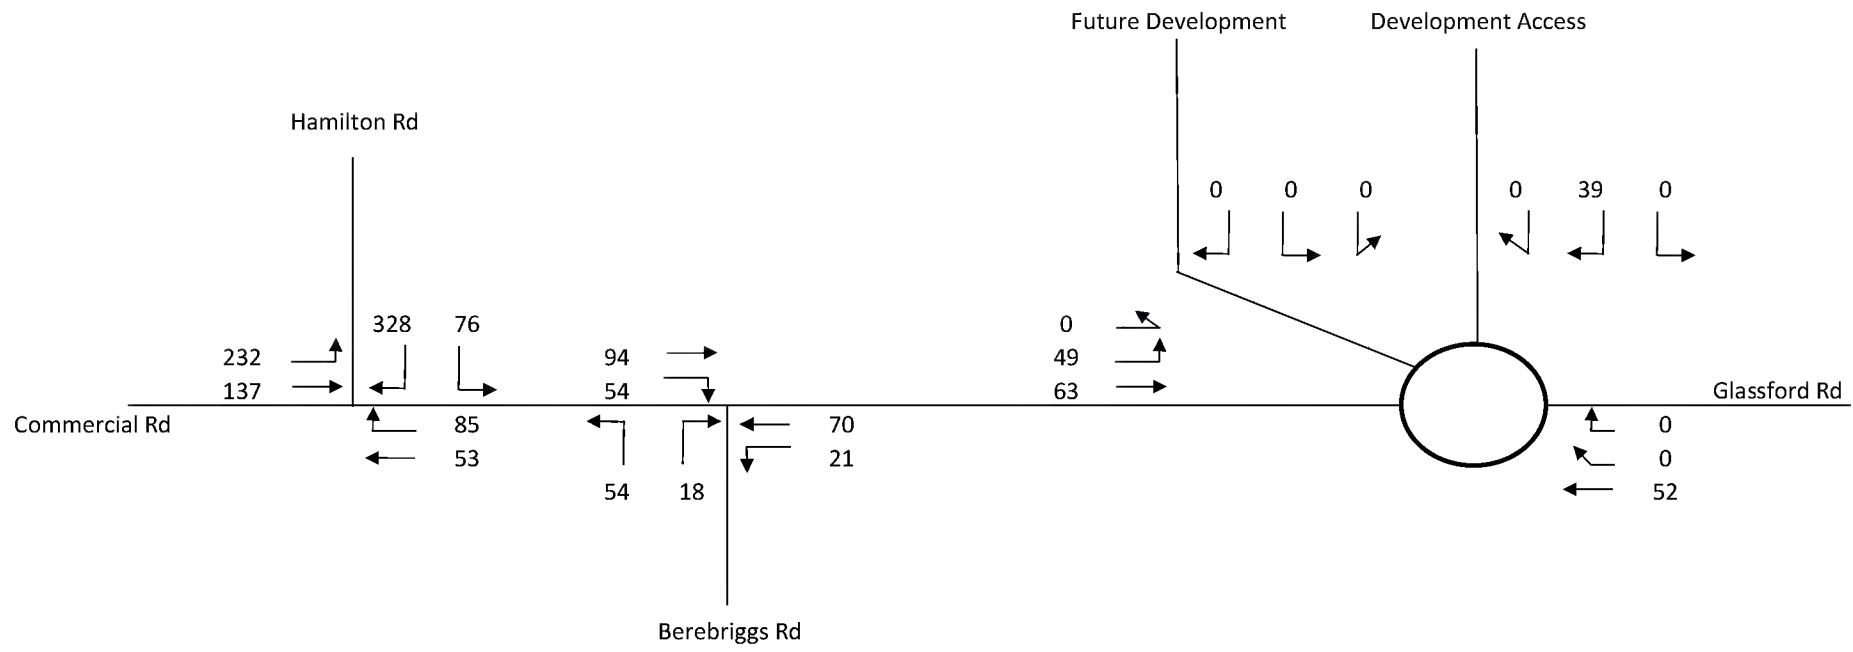 Future Development Development Access
Hamilton Rd
0 0 0 0 39 0
328 76 0
232 94 49
137 54 63 Glassford Rd
Commercial Rd 85 70 0
53 21 0
54 18 52
Berebriggs Rd